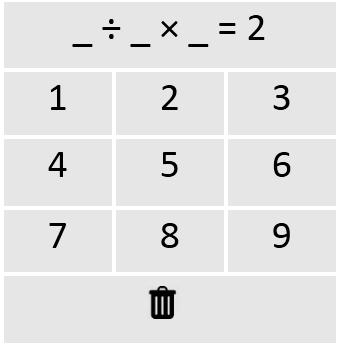 _ ÷ _ × _ = 2
1 2 3
4 5 6
7 8 9